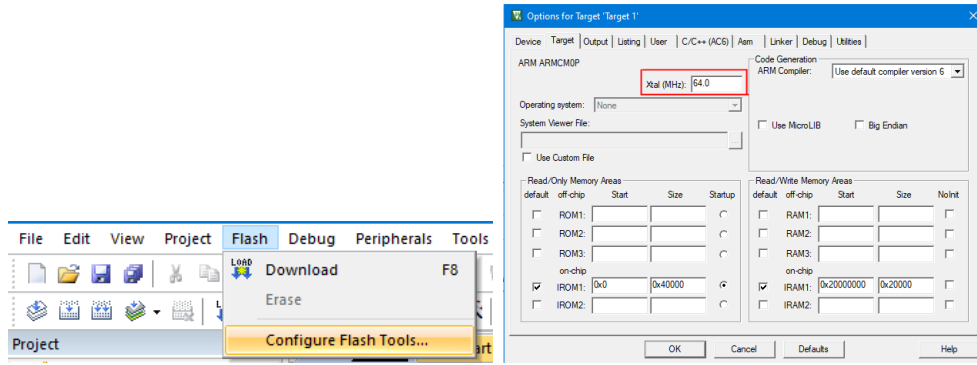 File Edit View Project Flash Debug Peripherals Tools
LOAD
Download F8
Erase
Configure Flash Tools...
Project
Options for Target 'Target 1'
Device Target Output Listing User C/C++ (AC6) Asm Linker Debug Utilities
ARM ARMCM0P
Xtal (MHz): 64.0
Operating system: None
System Viewer File:
...
Use Custom File
Code Generation
ARM Compiler: Use default compiler version 6
Use MicroLIB Big Endian
Read/Only Memory Areas
default off-chip Start Size Startup
ROM1:
ROM2:
ROM3:
on-chip
IROM1: 0x0 0x40000
IROM2:
Read/Write Memory Areas
default off-chip Start Size NoInit
RAM1:
RAM2:
RAM3:
on-chip
IRAM1: 0x20000000 0x20000
IRAM2:
OK Cancel Defaults Help